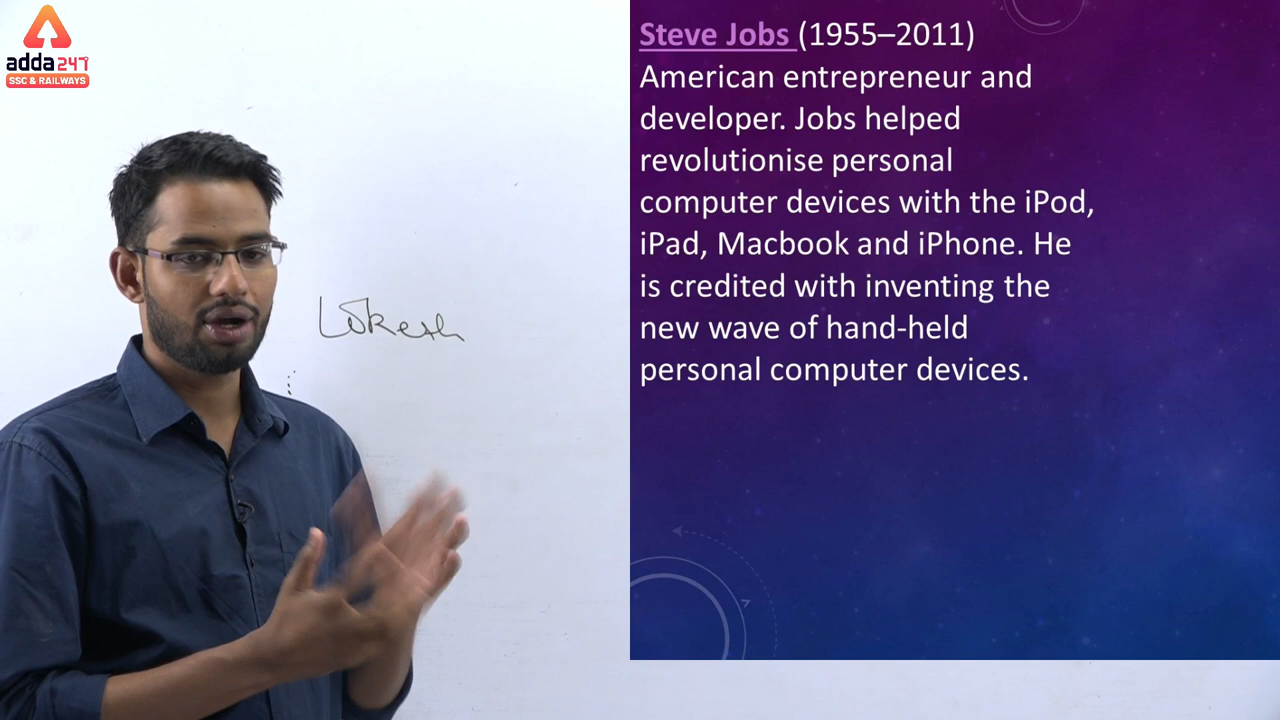 adda247
SSC & RAILWAYS
Lokesh
Steve Jobs (1955–2011)
American entrepreneur and
developer. Jobs helped
revolutionise personal
computer devices with the iPod,
iPad, Macbook and iPhone. He
is credited with inventing the
new wave of hand-held
personal computer devices.